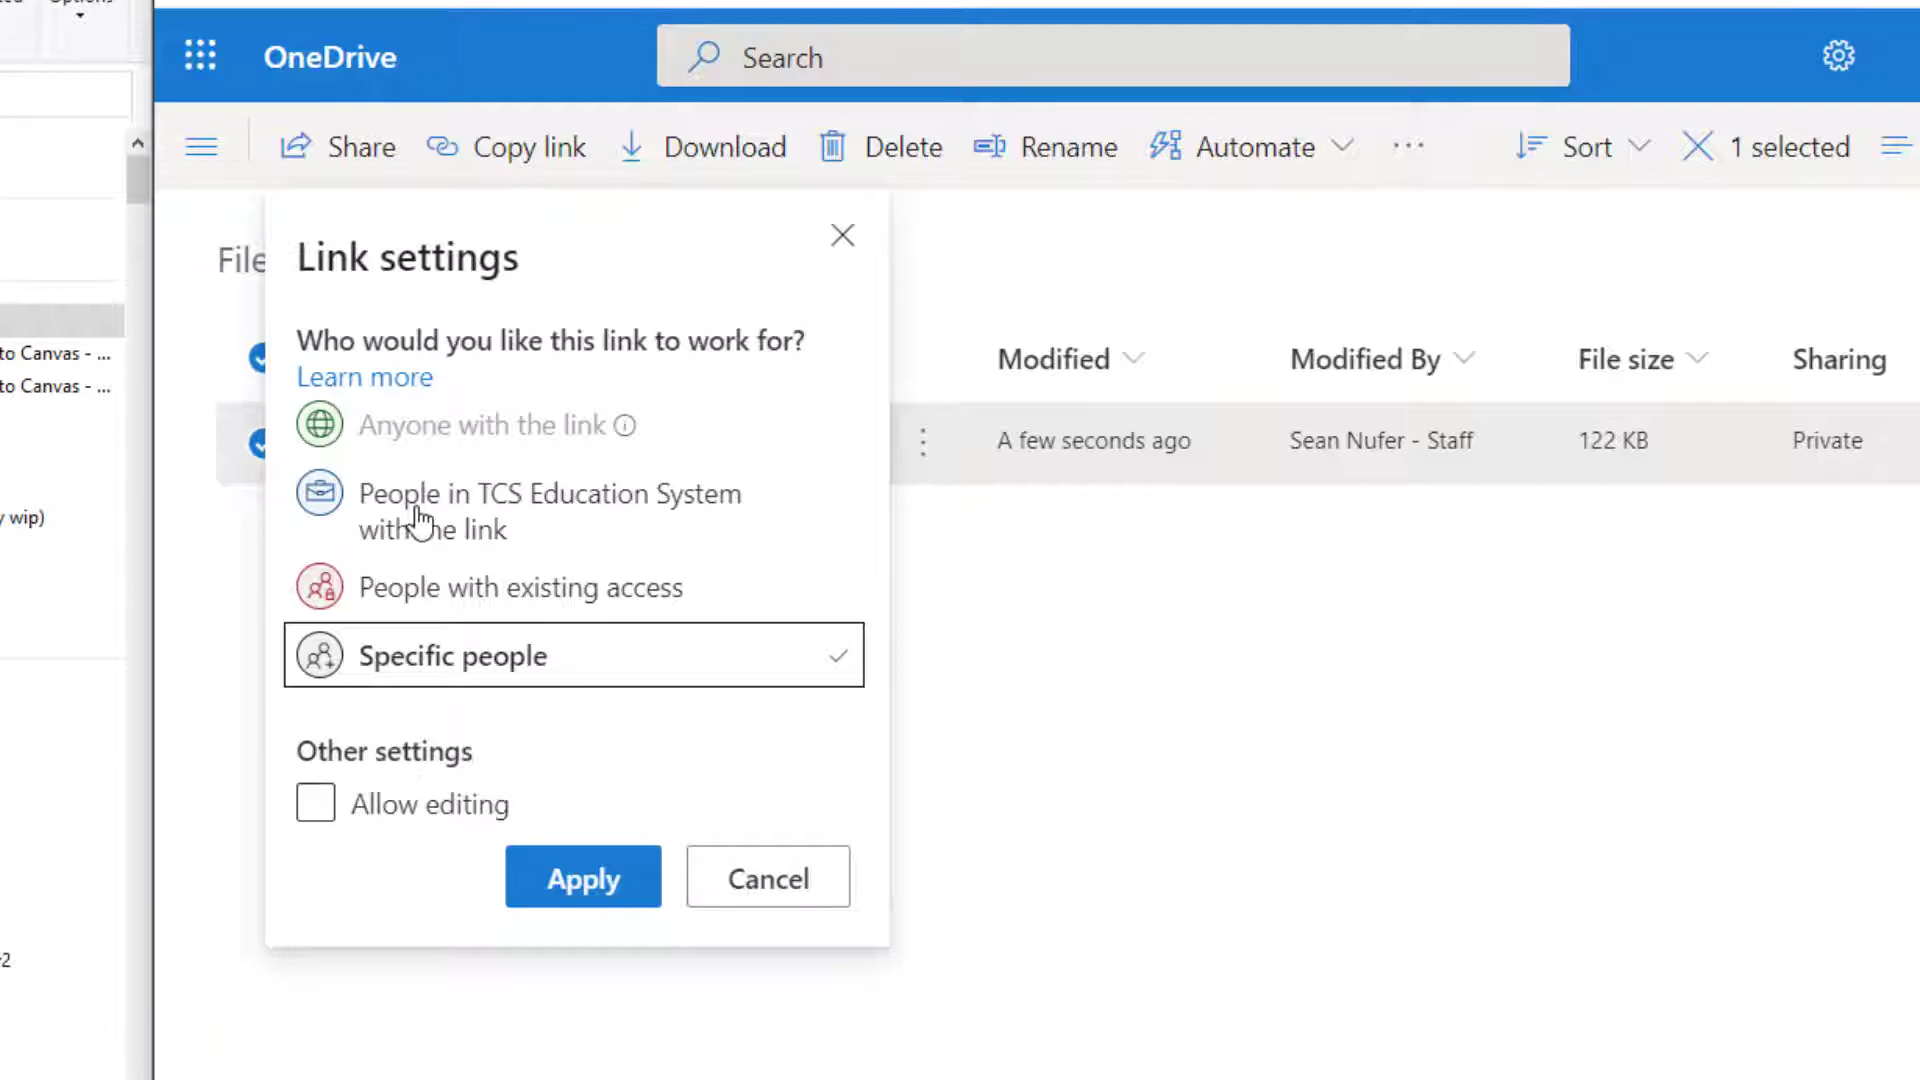 OneDrive
Search
Share
Copy link
Download
Delete
Rename
Automate
Sort
1 selected
File
Link settings
Who would you like this link to work for?
Learn more
Anyone with the link
People in TCS Education System
with the link
People with existing access
Specific people
Other settings
Allow editing
Apply
Cancel
Modified
Modified By
File size
Sharing
A few seconds ago
Sean Nufer - Staff
122 KB
Private
to Canvas - ...
to Canvas - ...
wip)